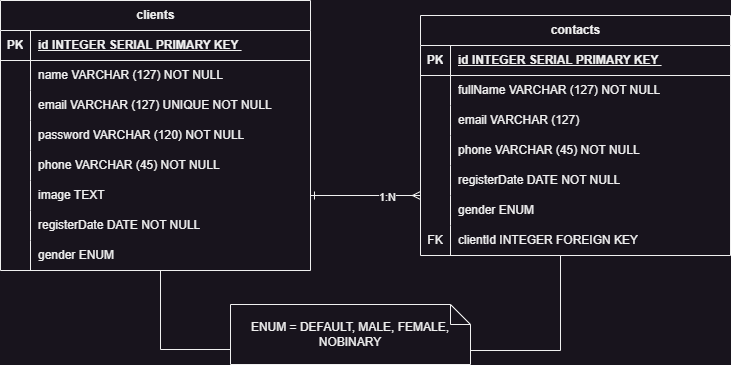 clients
PK id INTEGER SERIAL PRIMARY KEY
name VARCHAR (127) NOT NULL
email VARCHAR (127) UNIQUE NOT NULL
password VARCHAR (120) NOT NULL
phone VARCHAR (45) NOT NULL
image TEXT
registerDate DATE NOT NULL
gender ENUM
1:N
contacts
PK id INTEGER SERIAL PRIMARY KEY
fullName VARCHAR (127) NOT NULL
email VARCHAR (127)
phone VARCHAR (45) NOT NULL
registerDate DATE NOT NULL
gender ENUM
FK clientId INTEGER FOREIGN KEY
ENUM = DEFAULT, MALE, FEMALE,
NOBINARY